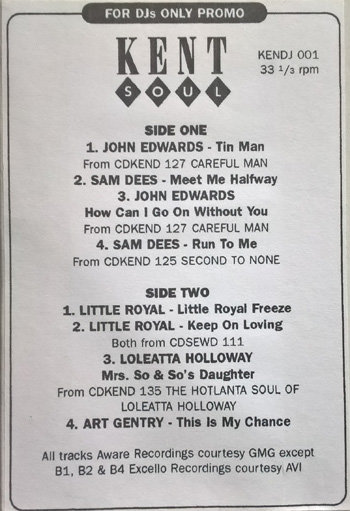 FOR DJs ONLY PROMO
KENT
SOUL
KENDJ 001
33 1/3 rpm
SIDE ONE
1. JOHN EDWARDS - Tin Man
From CDKEND 127 CAREFUL MAN
2. SAM DEES - Meet Me Halfway
3. JOHN EDWARDS
How Can I Go On Without You
From CDKEND 127 CAREFUL MAN
4. SAM DEES - Run To Me
From CDKEND 125 SECOND TO NONE
SIDE TWO
1. LITTLE ROYAL - Little Royal Freeze
2. LITTLE ROYAL - Keep On Loving
Both from CDSEWD 111
3. LOLEATTA HOLLOWAY
Mrs. So & So's Daughter
From CDKEND 135 THE HOTLANTA SOUL OF
LOLEATTA HOLLOWAY
4. ART GENTRY - This Is My Chance
All tracks Aware Recordings courtesy GMG except
B1, B2 & B4 Excello Recordings courtesy AVI